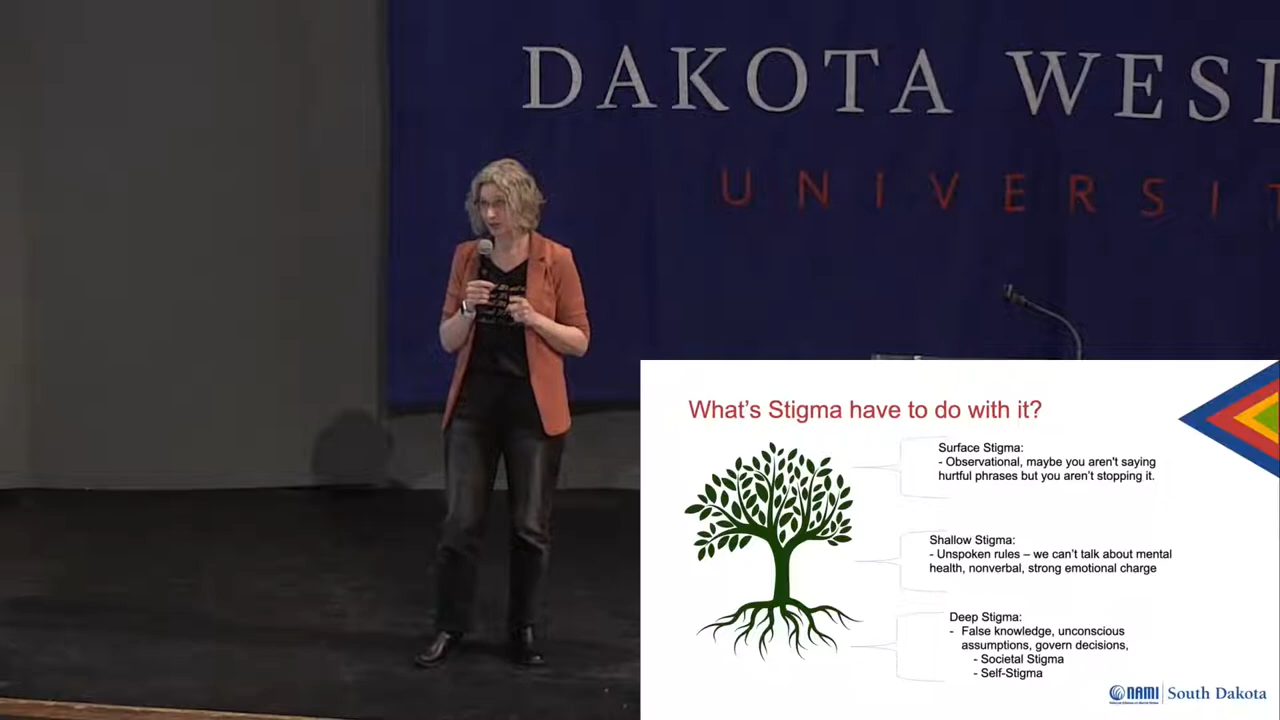 DAKOTA WESL
UNIVERSIT
What's Stigma have to do with it?
Surface Stigma:
- Observational, maybe you aren't saying
hurtful phrases but you aren't stopping it.
Shallow Stigma:
- Unspoken rules – we can't talk about mental
health, nonverbal, strong emotional charge
Deep Stigma:
- False knowledge, unconscious
assumptions, govern decisions,
- Societal Stigma
- Self-Stigma
NAMI South Dakota